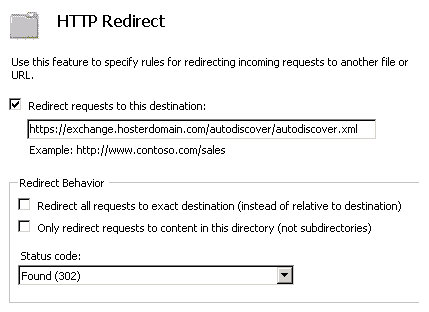 HTTP Redirect
Use this feature to specify rules for redirecting incoming requests to another file or
URL.
Redirect requests to this destination:
https://exchange.hosterdomain.com/autodiscover/autodiscover.xml
Example: http://www.contoso.com/sales
Redirect Behavior
Redirect all requests to exact destination (instead of relative to destination)
Only redirect requests to content in this directory (not subdirectories)
Status code:
Found (302)